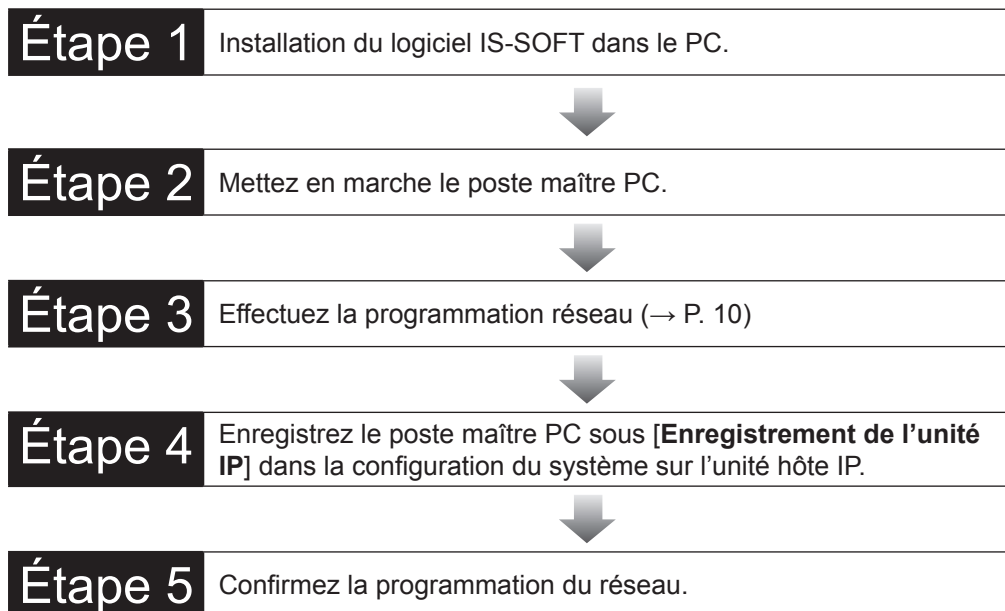 Étape 1
Installation du logiciel IS-SOFT dans le PC.
Étape 2
Mettez en marche le poste maître PC.
Étape 3
Effectuez la programmation réseau (→ P. 10)
Étape 4
Enregistrez le poste maître PC sous [Enregistrement de l’unité
IP] dans la configuration du système sur l’unité hôte IP.
Étape 5
Confirmez la programmation du réseau.